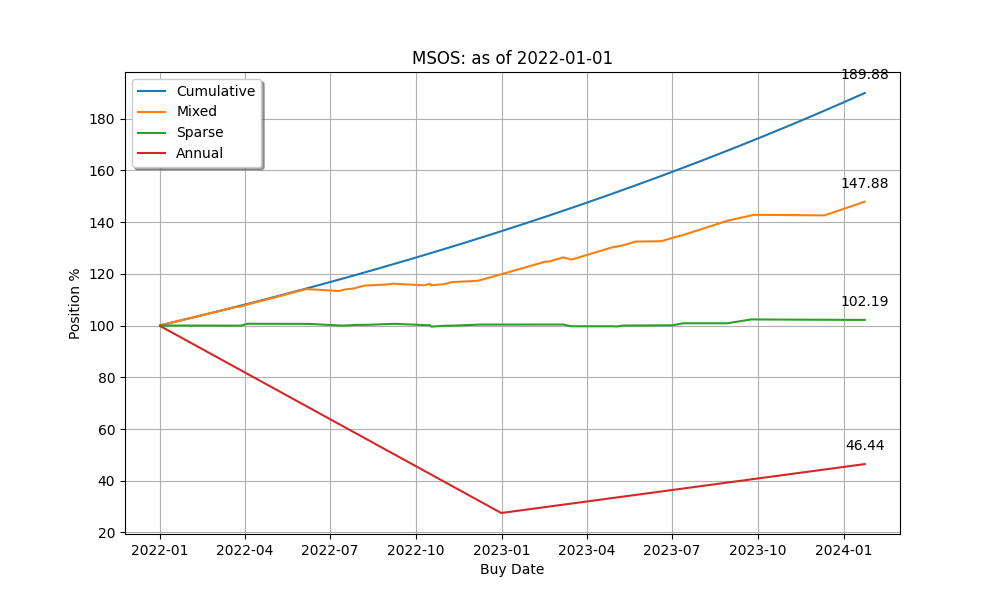 MSOS: as of 2022-01-01
Cumulative
Mixed
Sparse
Annual
189.88
147.88
102.19
46.44
Position %
180
160
140
120
100
80
60
40
20
2022-01 2022-04 2022-07 2022-10 2023-01 2023-04 2023-07 2023-10 2024-01
Buy Date